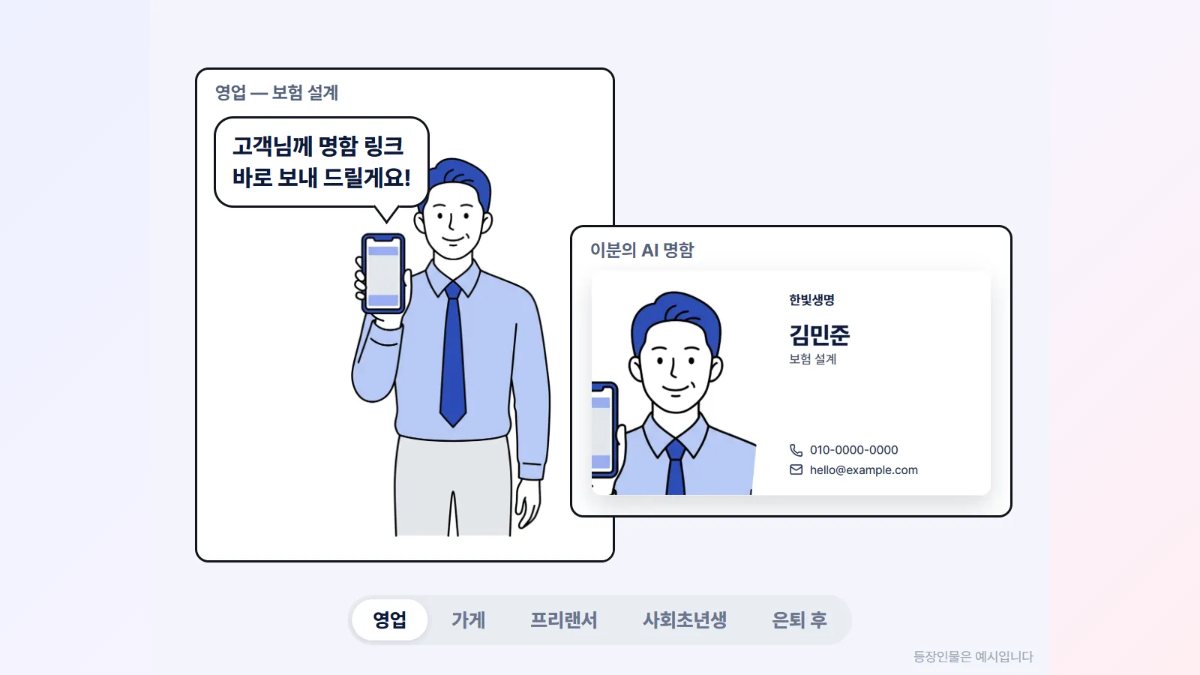 영업 — 보험 설계
고객님께 명함 링크
바로 보내 드릴게요!
이분의 AI 명함
한빛생명
김민준
보험 설계
010-0000-0000
hello@example.com
영업
가게
프리랜서
사회초년생
은퇴 후
등장인물은 예시입니다